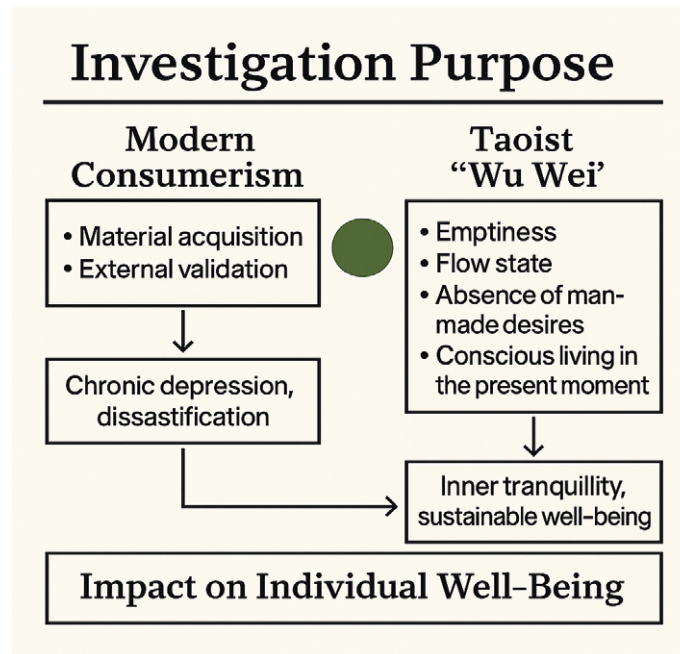 Investigation Purpose
Modern
Consumerism
• Material acquisition
• External validation
Chronic depression,
dissastification
Taoist
“Wu Wei’
• Emptiness
• Flow state
• Absence of man-
made desires
• Conscious living in
the present moment
Inner tranquillity,
sustainable well-being
Impact on Individual Well-Being